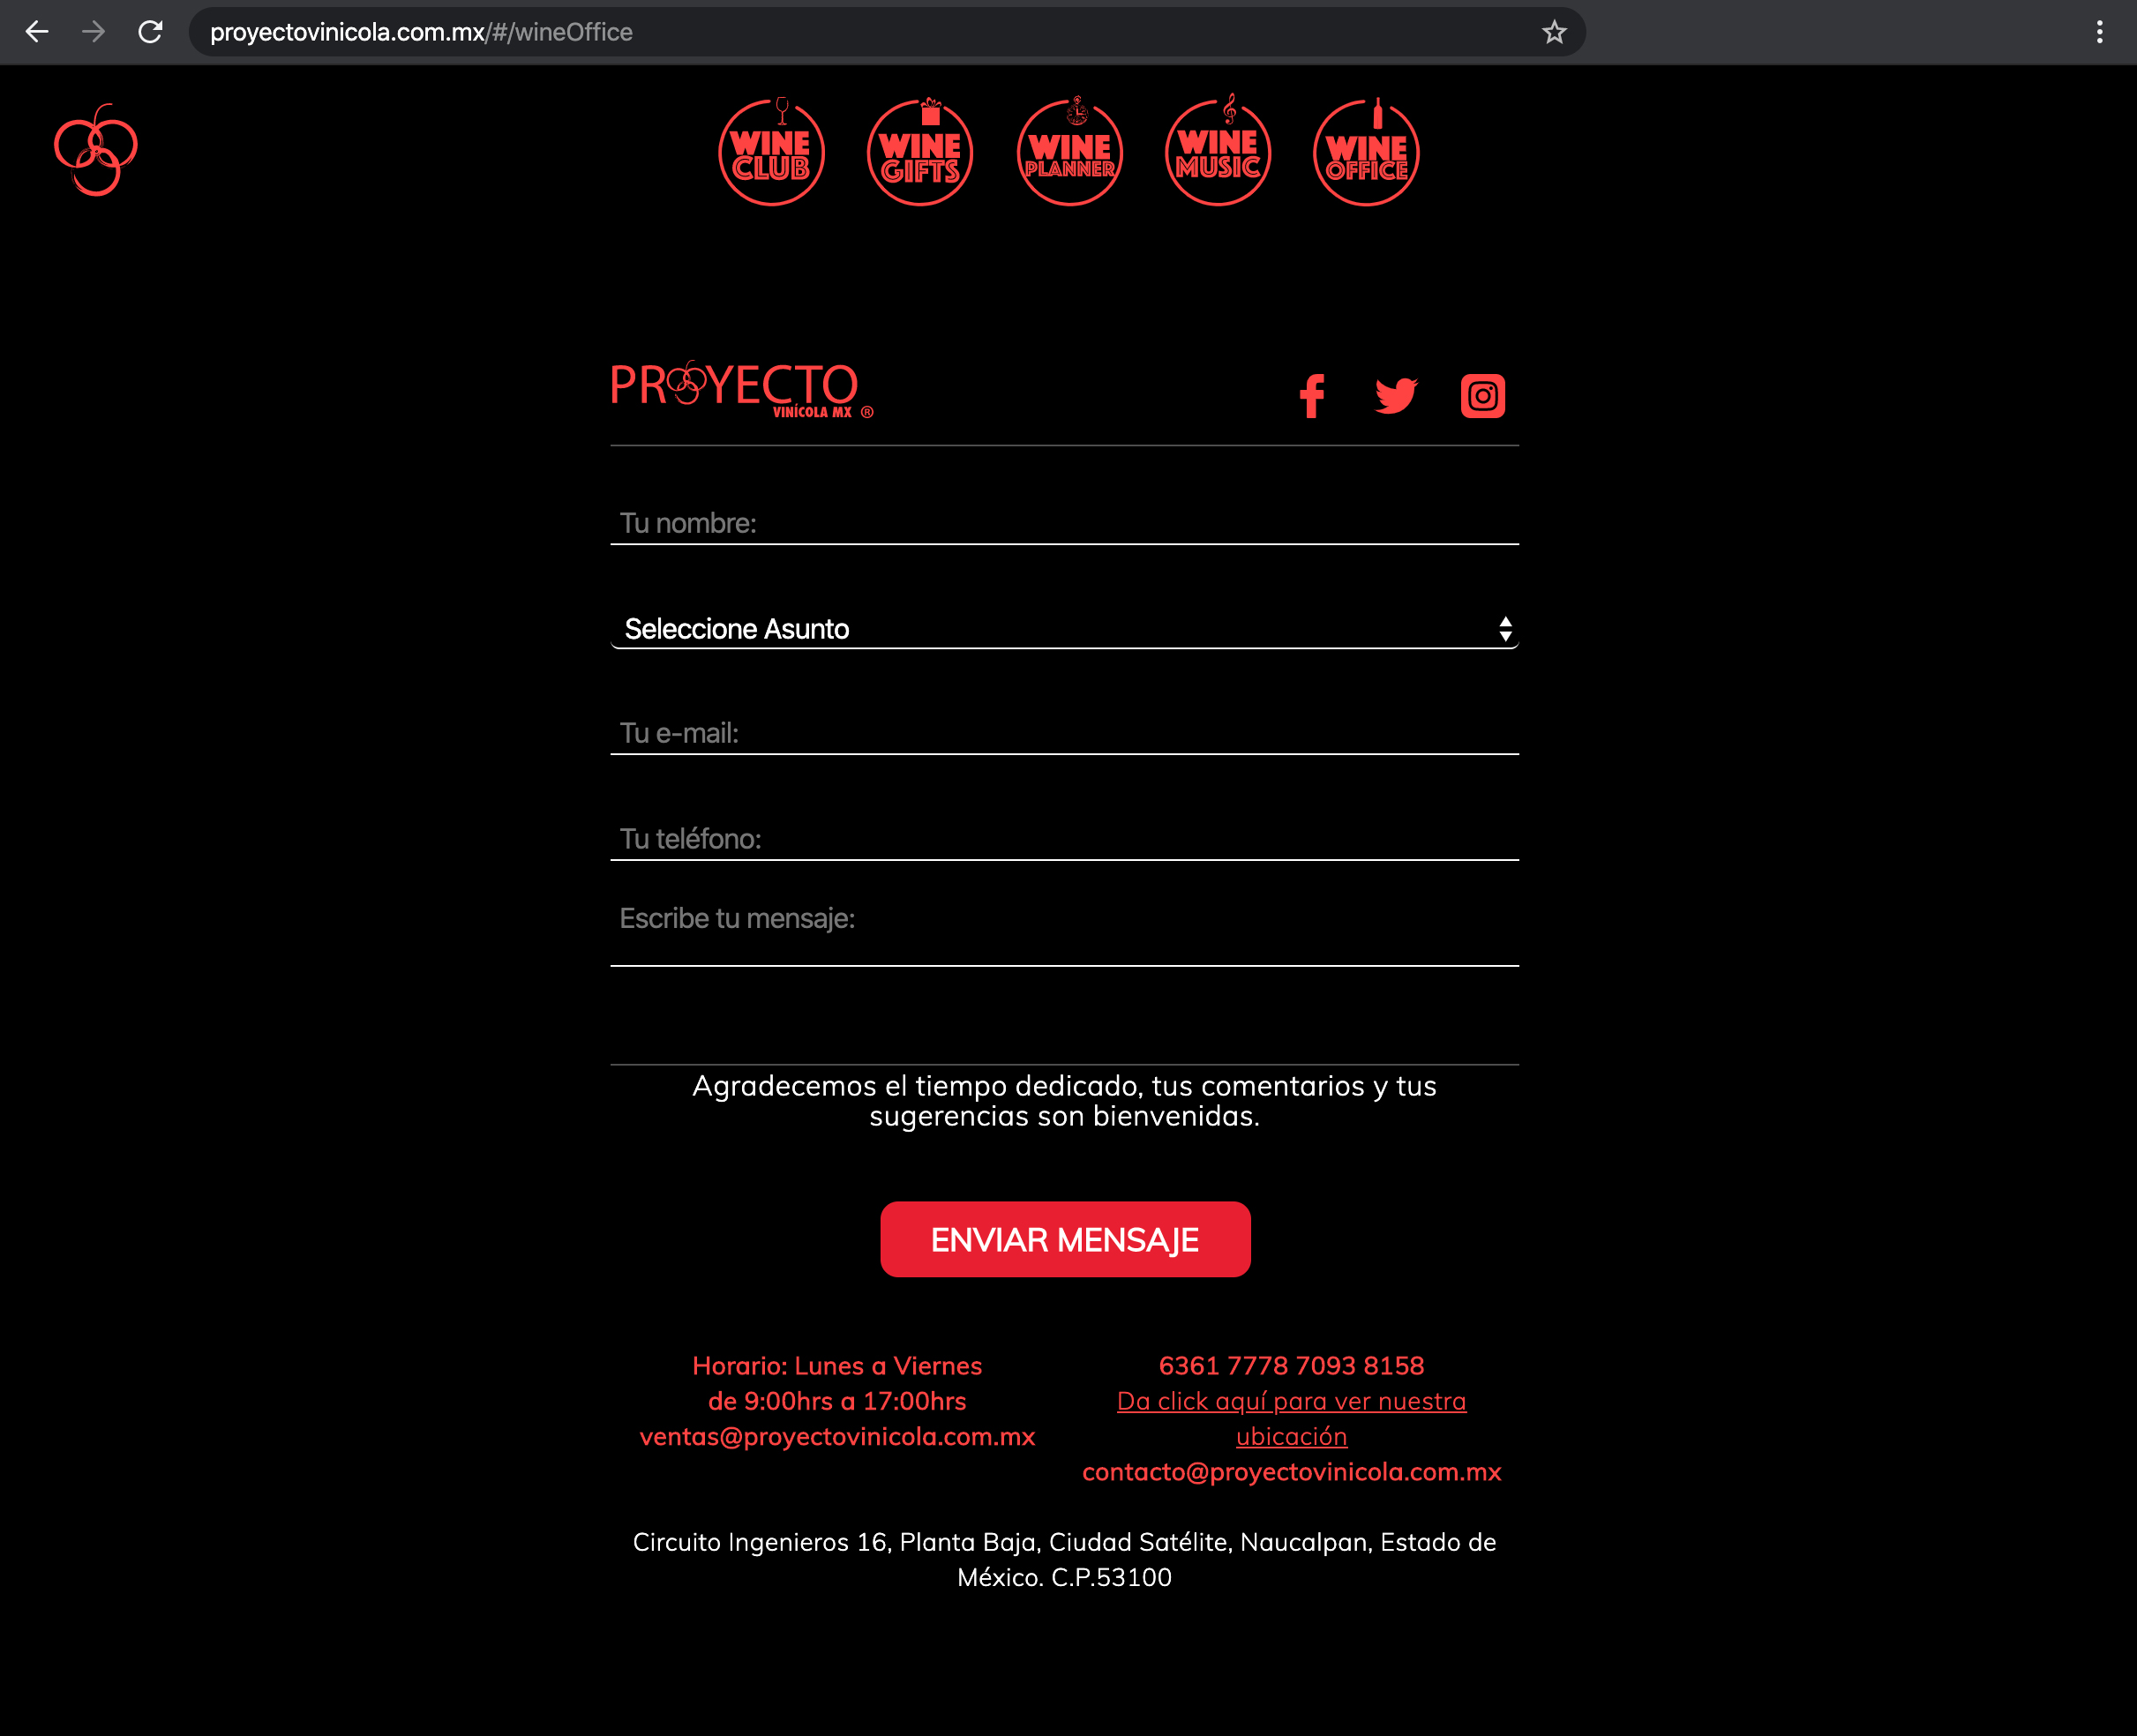 proyectovinicola.com.mx/#/wineOffice
WINE CLUB
WINE GIFTS
WINE PLANNER
WINE MUSIC
WINE OFFICE
PROYECTO
VINÍCOLA MX ®
Tu nombre:
Seleccione Asunto
Tu e-mail:
Tu teléfono:
Escribe tu mensaje:
Agradecemos el tiempo dedicado, tus comentarios y tus
sugerencias son bienvenidas.
ENVIAR MENSAJE
Horario: Lunes a Viernes
de 9:00hrs a 17:00hrs
ventas@proyectovinicola.com.mx
6361 7778 7093 8158
Da click aquí para ver nuestra
ubicación
contacto@proyectovinicola.com.mx
Circuito Ingenieros 16, Planta Baja, Ciudad Satélite, Naucalpan, Estado de
México. C.P.53100